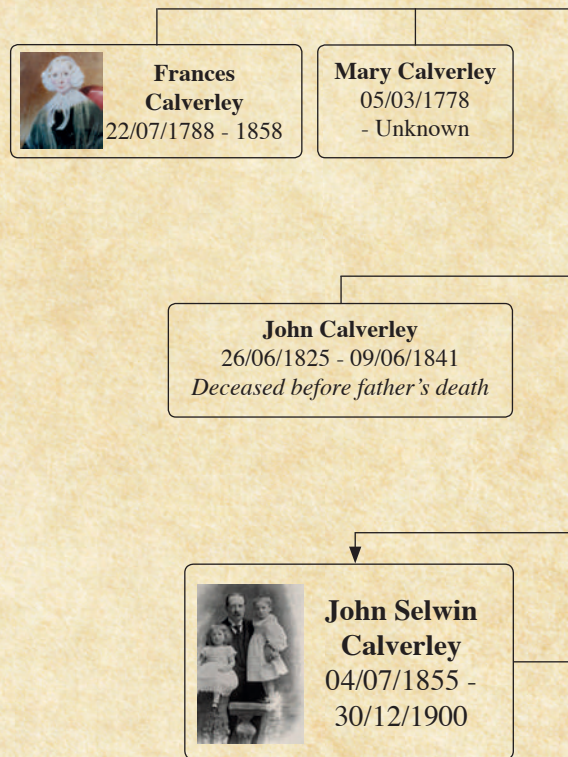 Frances
Calverley
22/07/1788 - 1858
Mary Calverley
05/03/1778
- Unknown
John Calverley
26/06/1825 - 09/06/1841
Deceased before father’s death
John Selwin
Calverley
04/07/1855 -
30/12/1900